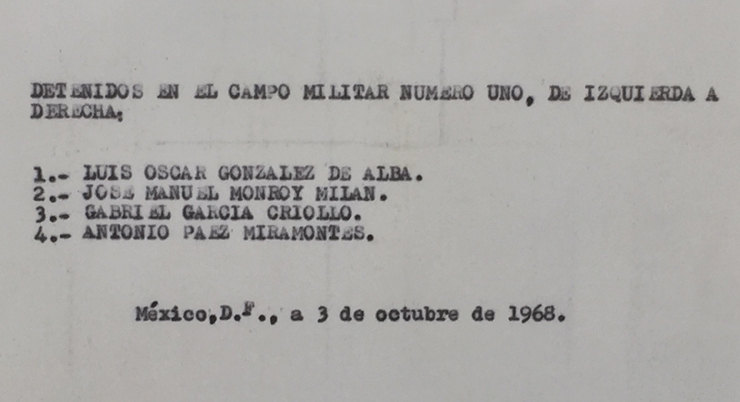 DETENIDOS EN EL CAMPO MILITAR NUMERO UNO, DE IZQUIERDA A
DERECHA;
1.- LUIS OSCAR GONZALEZ DE ALBA.
2.- JOSE MANUEL MONROY MILAN.
3.- GABRIEL GARCIA CRIOLLO.
4.- ANTONIO PAEZ MIRAMONTES.
México,D.F., a 3 de octubre de 1968.